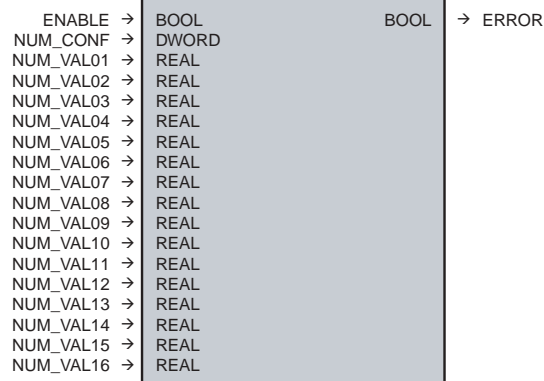 ENABLE → BOOL BOOL → ERROR
NUM_CONF → DWORD
NUM_VAL01 → REAL
NUM_VAL02 → REAL
NUM_VAL03 → REAL
NUM_VAL04 → REAL
NUM_VAL05 → REAL
NUM_VAL06 → REAL
NUM_VAL07 → REAL
NUM_VAL08 → REAL
NUM_VAL09 → REAL
NUM_VAL10 → REAL
NUM_VAL11 → REAL
NUM_VAL12 → REAL
NUM_VAL13 → REAL
NUM_VAL14 → REAL
NUM_VAL15 → REAL
NUM_VAL16 → REAL